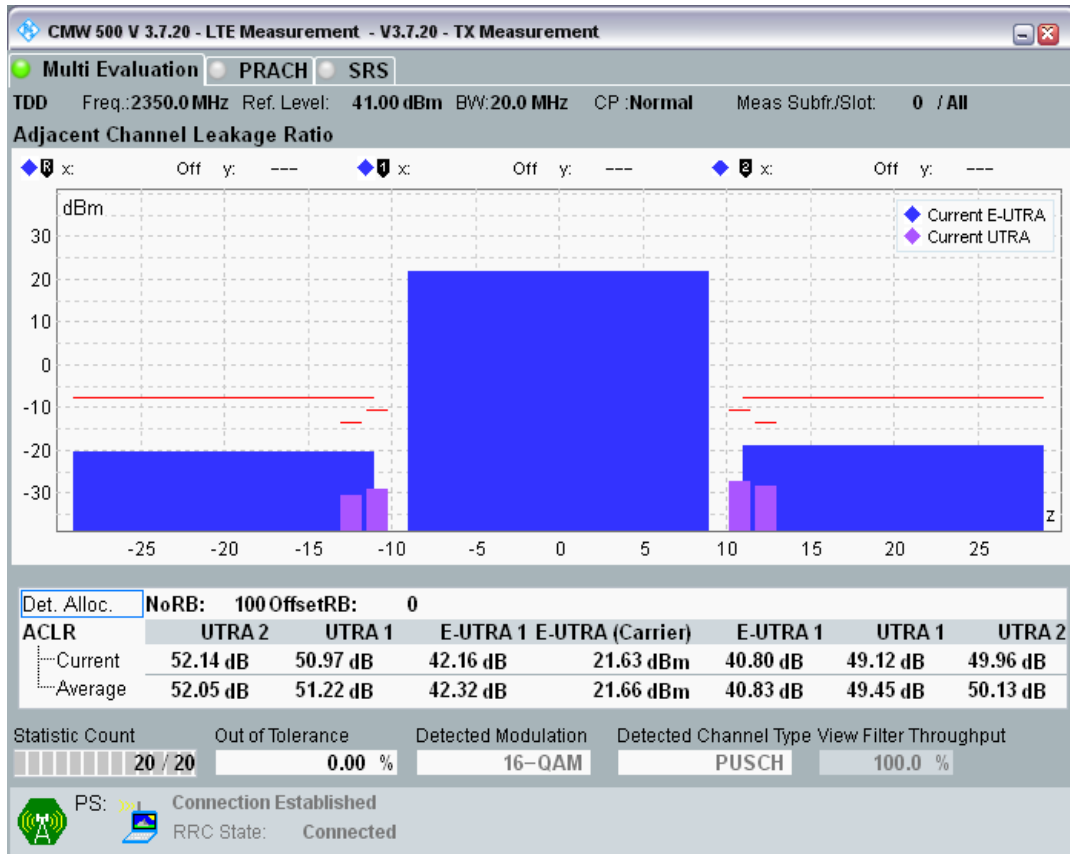 CMW 500 V 3.7.20 - LTE Measurement - V3.7.20 - TX Measurement
Multi Evaluation PRACH SRS
TDD Freq.:2350.0 MHz Ref. Level: 41.00 dBm BW:20.0 MHz CP :Normal Meas Subfr./Slot: 0 / All
Adjacent Channel Leakage Ratio
R x: Off y: --- 1 x: Off y: --- 2 x: Off y: ---
dBm
Current E-UTRA
Current UTRA
30
20
10
0
-10
-20
-30
z
-25 -20 -15 -10 -5 0 5 10 15 20 25
Det. Alloc. NoRB: 100 OffsetRB: 0
ACLR UTRA 2 UTRA 1 E-UTRA 1 E-UTRA (Carrier) E-UTRA 1 UTRA 1 UTRA 2
Current 52.14 dB 50.97 dB 42.16 dB 21.63 dBm 40.80 dB 49.12 dB 49.96 dB
Average 52.05 dB 51.22 dB 42.32 dB 21.66 dBm 40.83 dB 49.45 dB 50.13 dB
Statistic Count Out of Tolerance Detected Modulation Detected Channel Type View Filter Throughput
20 / 20 0.00 % 16-QAM PUSCH 100.0 %
PS: Connection Established
RRC State: Connected